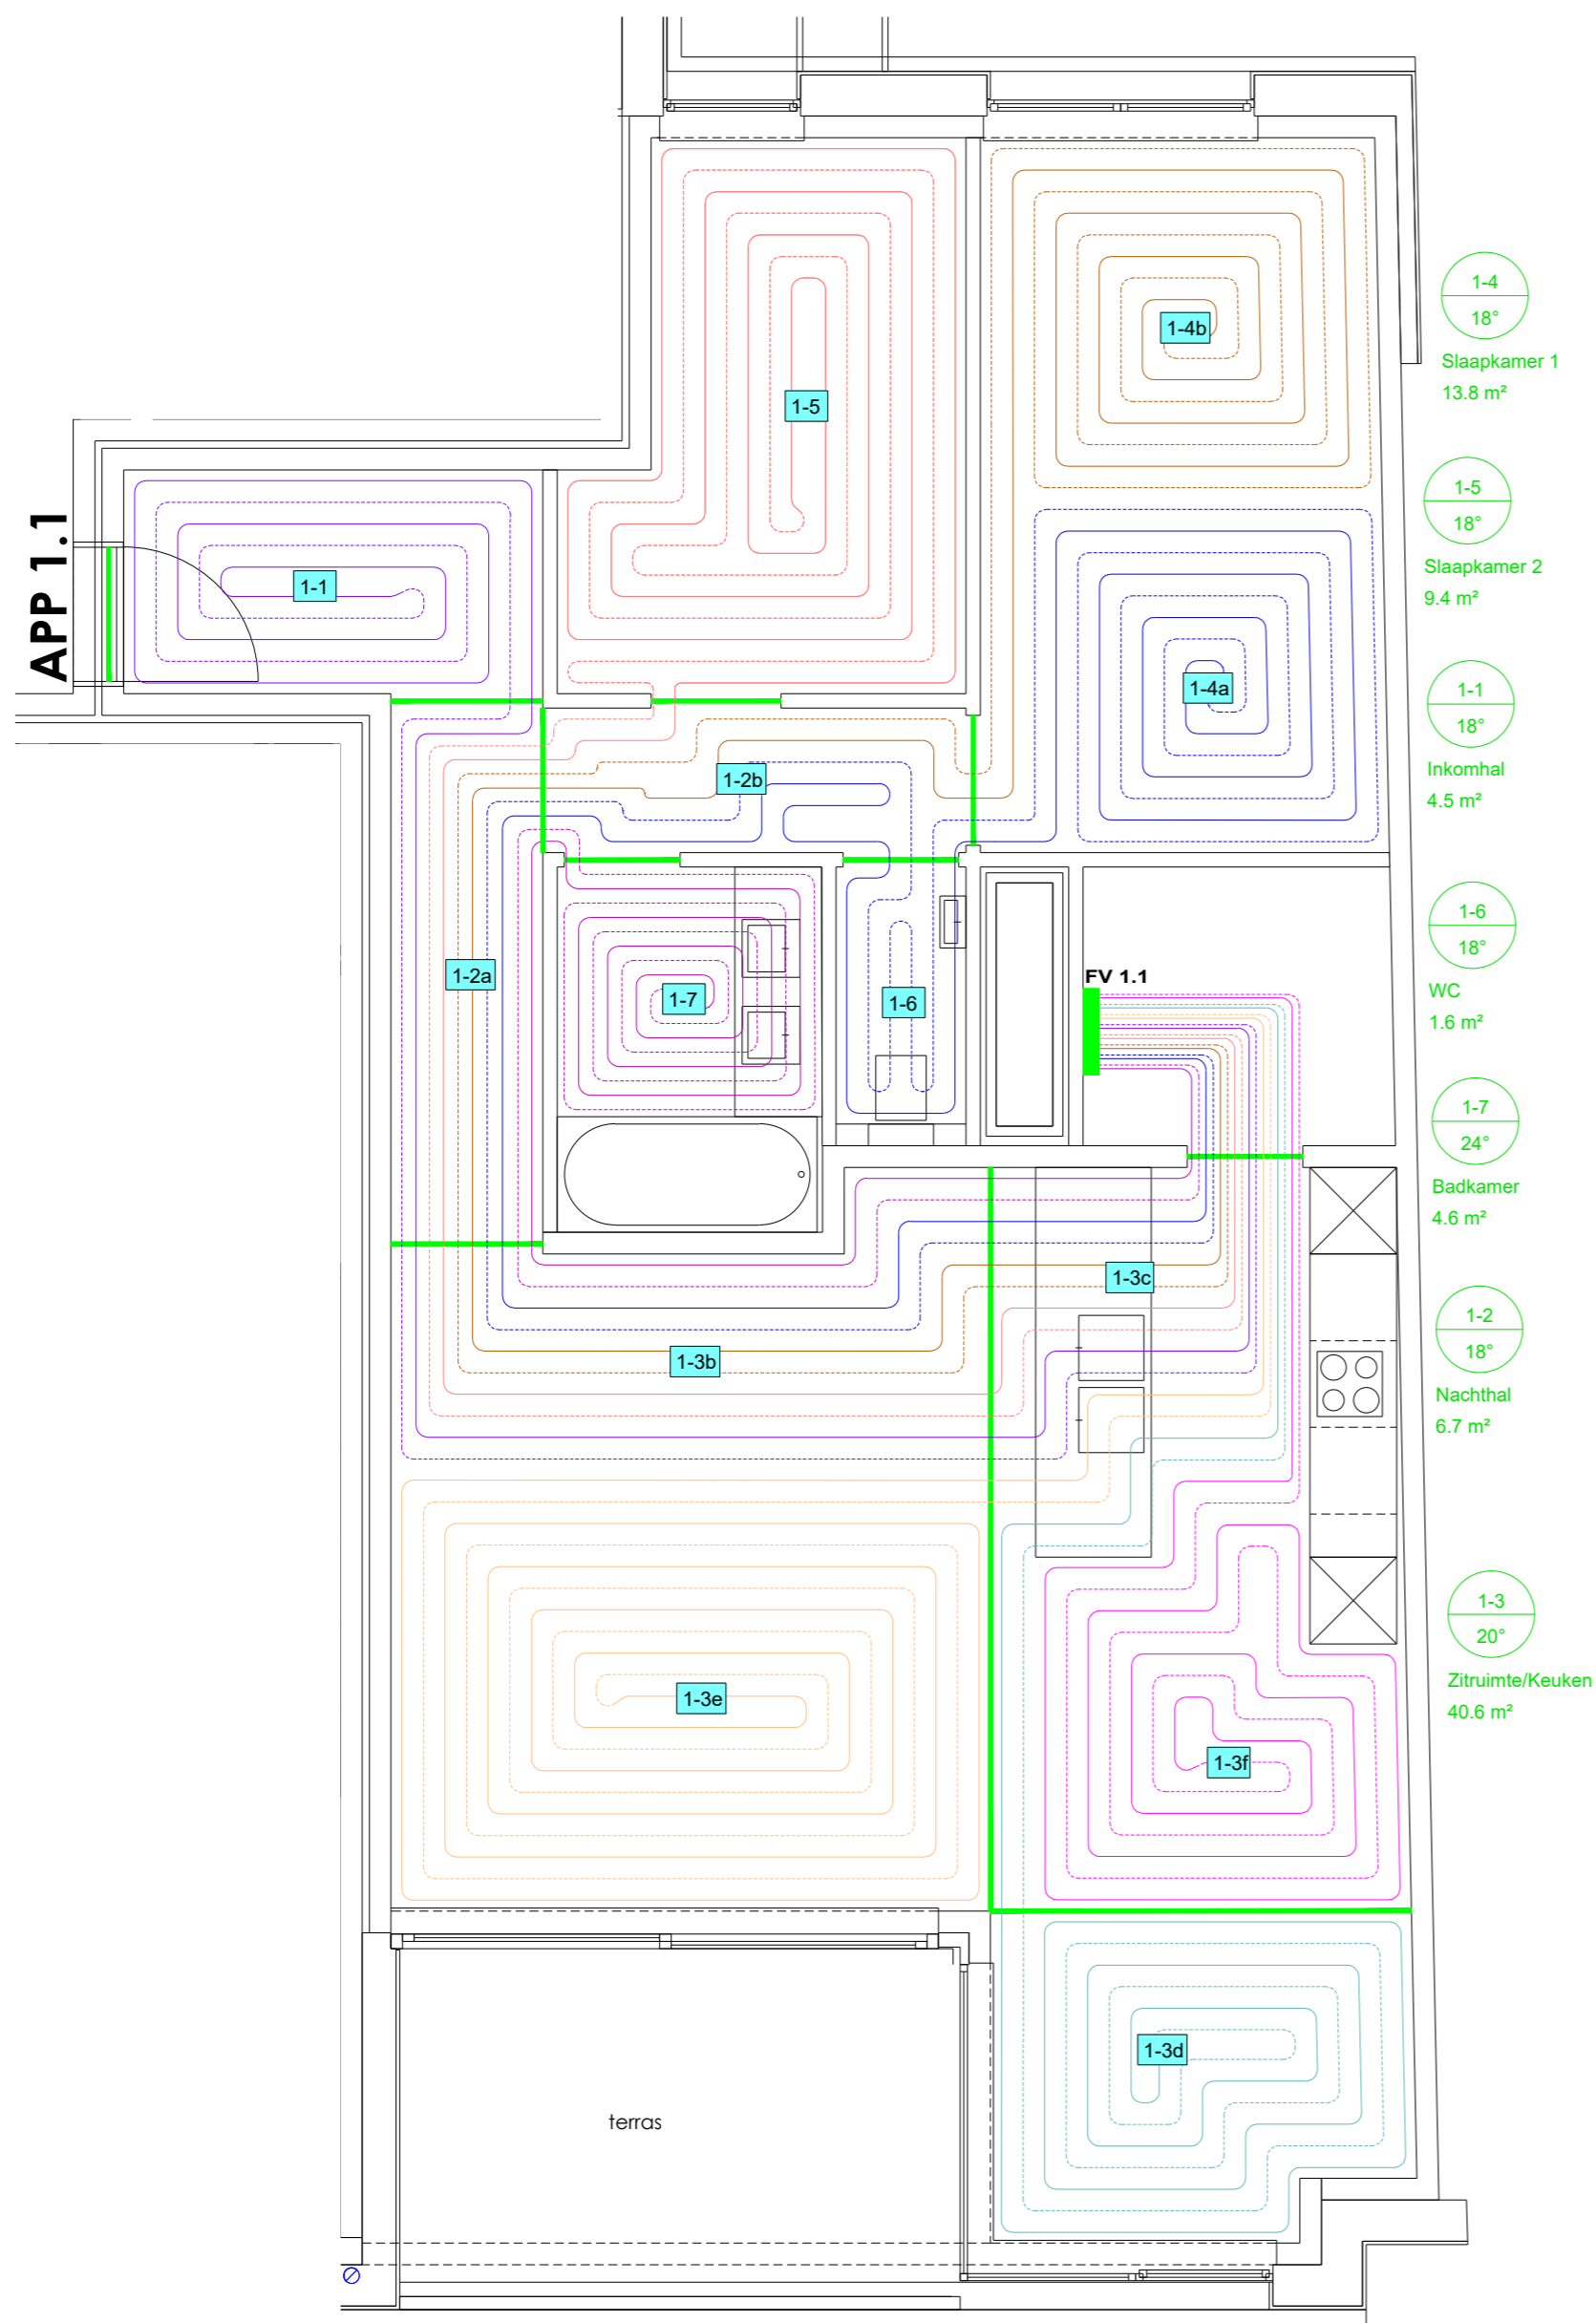 1-4
18°
Slaapkamer 1
13.8 m²
1-4b
1-5
1-5
18°
Slaapkamer 2
9.4 m²
APP 1.1
1-1
1-4a
1-1
18°
Inkomhal
4.5 m²
1-2b
1-6
18°
WC
1.6 m²
1-2a
1-7
1-6
FV 1.1
1-7
24°
Badkamer
4.6 m²
1-3c
1-2
18°
Nachthal
6.7 m²
1-3b
1-3
20°
Zitruimte/Keuken
40.6 m²
1-3e
1-3f
1-3d
terras